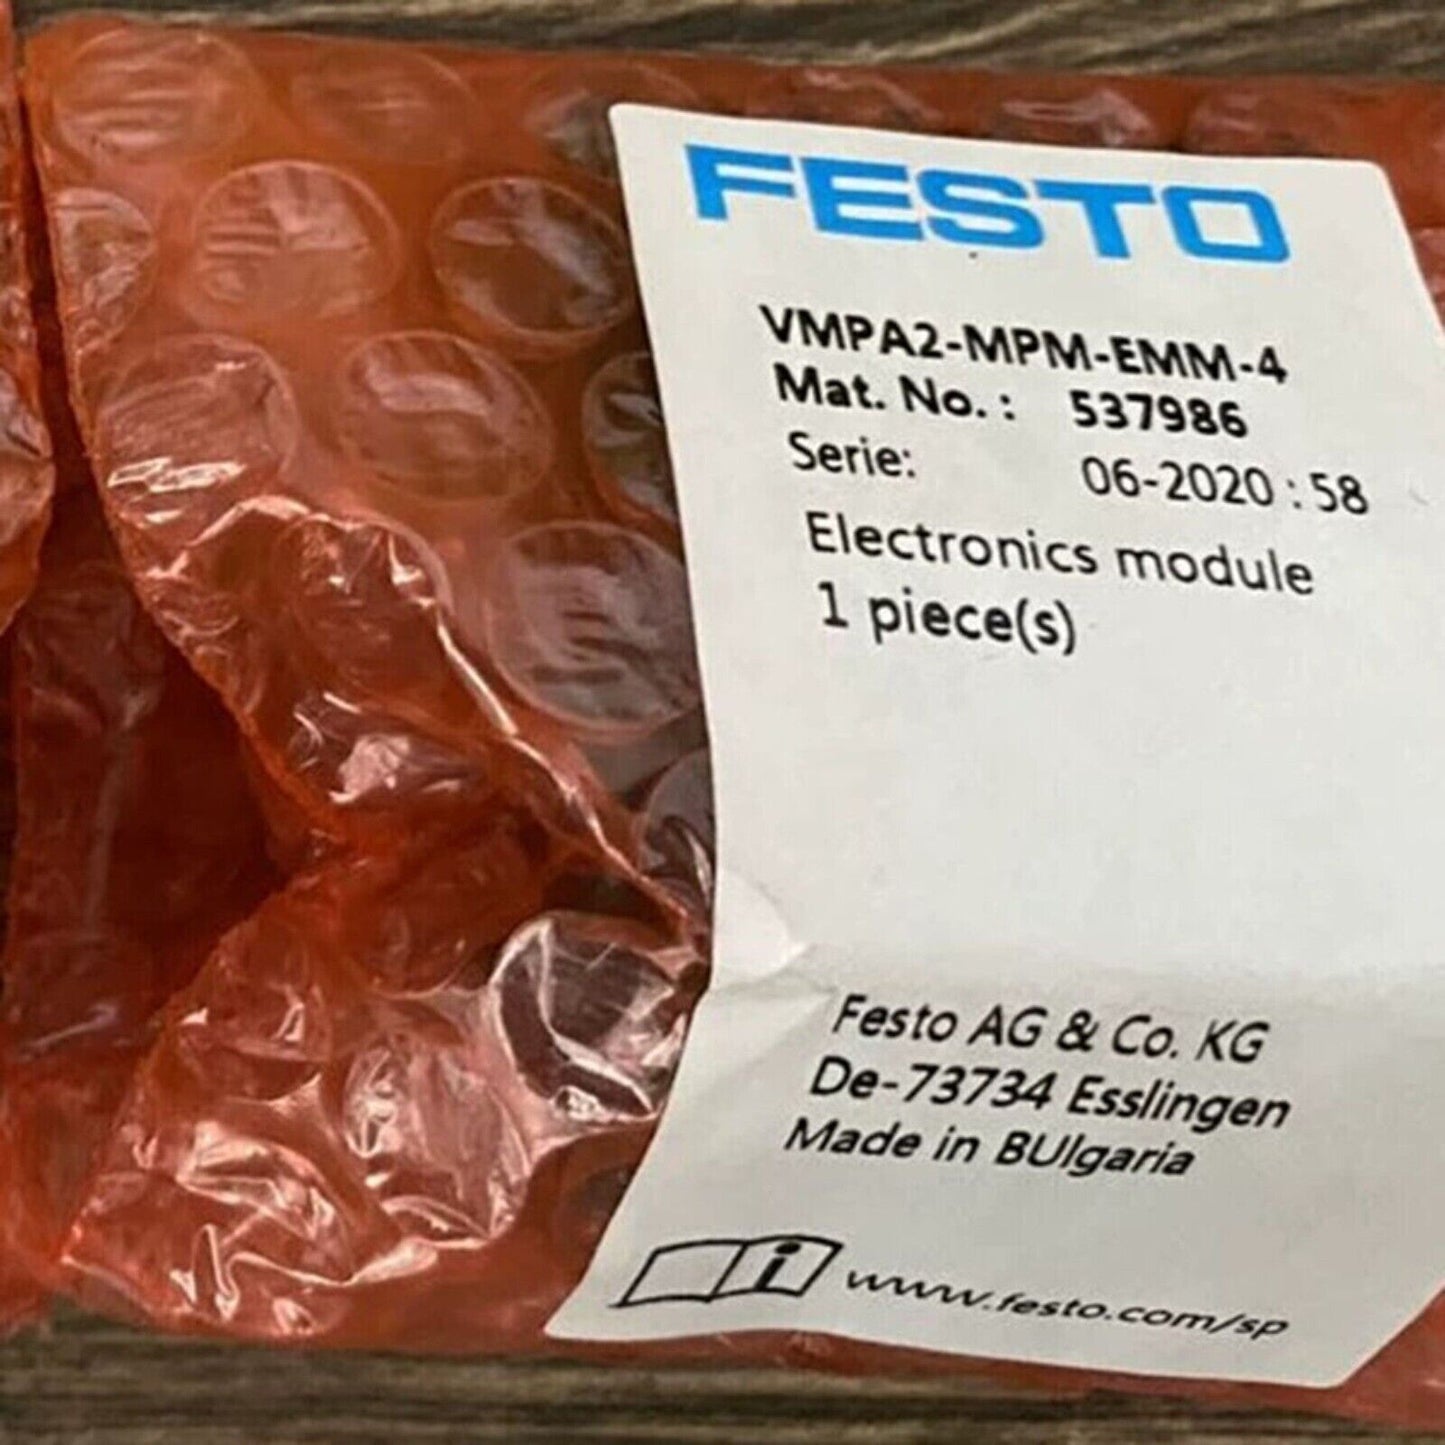 FESTO
VMPA2-MPM-EMM-4
Mat. No. : 537986
Serie: 06-2020 : 58
Electronics module
1 piece(s)
Festo AG & Co. KG
De-73734 Esslingen
Made in BUlgaria
i www.festo.com/sp